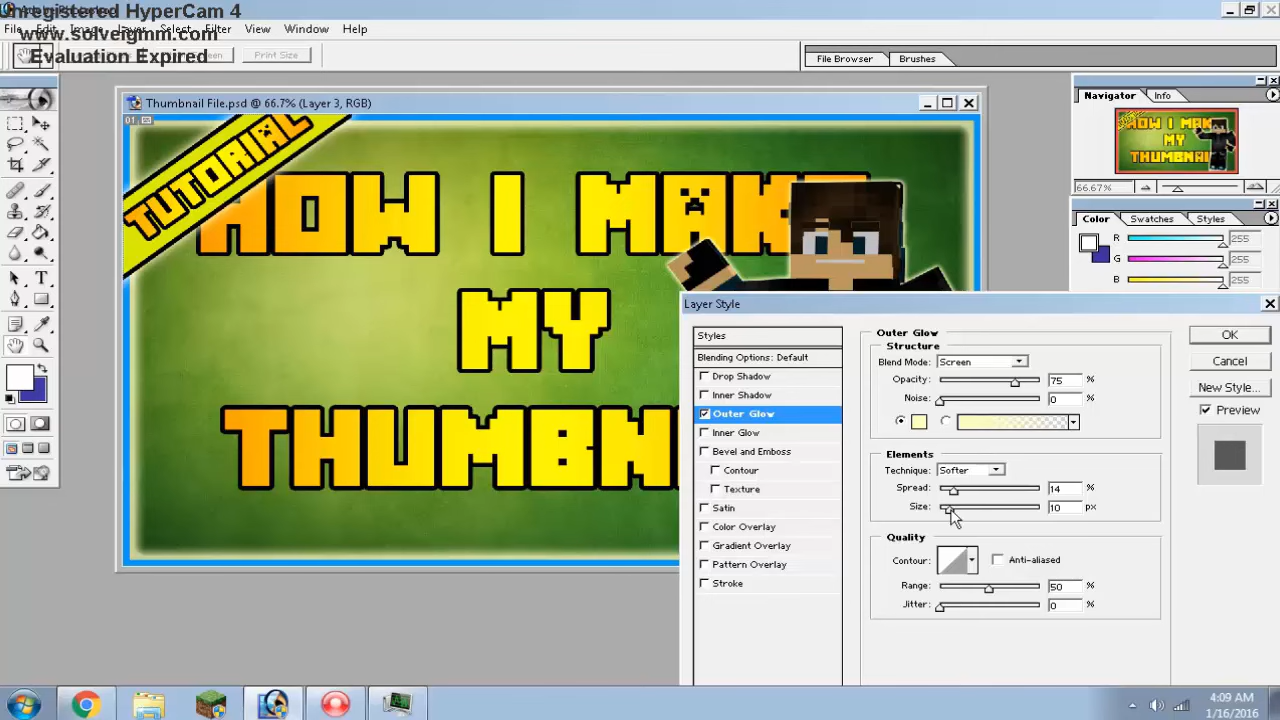 Unregistered HyperCam 4
www.solveigmm.com
Evaluation Expired
File Edit Image Layer Select Filter View Window Help
Print Size
File Browser Brushes
Thumbnail File.psd @ 66.7% (Layer 3, RGB)
01
TUTORIAL
HOW I MAKE
MY
THUMBN
Navigator Info
66.67%
Color Swatches Styles
R 255
G 255
B 255
Layer Style
Styles
Blending Options: Default
Drop Shadow
Inner Shadow
Outer Glow
Inner Glow
Bevel and Emboss
Contour
Texture
Satin
Color Overlay
Gradient Overlay
Pattern Overlay
Stroke
Outer Glow
Structure
Blend Mode: Screen
Opacity: 75 %
Noise: 0 %
Elements
Technique: Softer
Spread: 14 %
Size: 10 px
Quality
Contour: Anti-aliased
Range: 50 %
Jitter: 0 %
OK
Cancel
New Style...
Preview
4:09 AM
1/16/2016